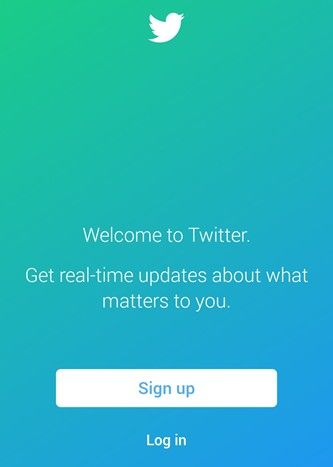 Welcome to Twitter.
Get real-time updates about what
matters to you.
Sign up
Log in